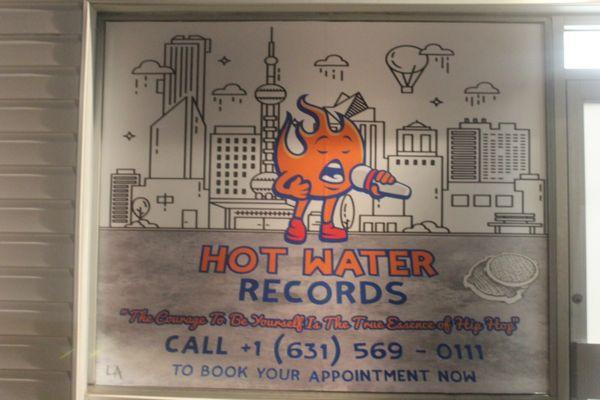 HOT WATER
RECORDS
"The Courage To Be Yourself Is The True Essence of Hip Hop"
CALL +1 (631) 569 - 0111
TO BOOK YOUR APPOINTMENT NOW
LA